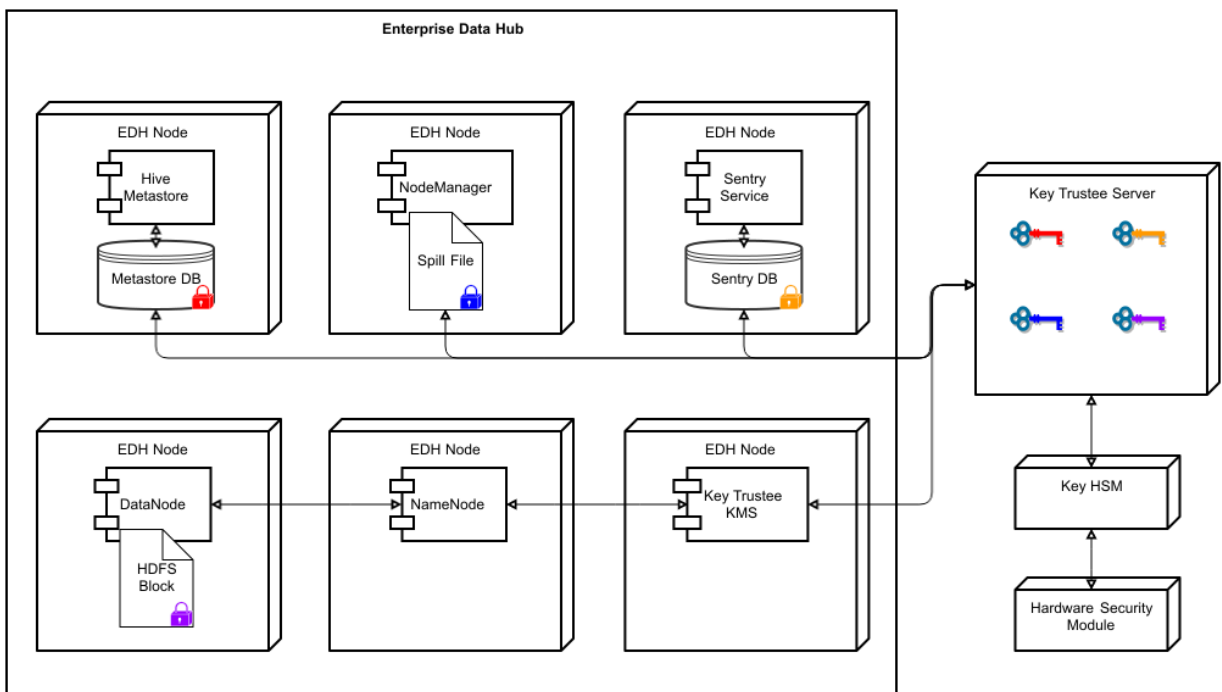 Enterprise Data Hub
EDH Node
Hive
Metastore
Metastore DB
EDH Node
NodeManager
Spill File
EDH Node
Sentry
Service
Sentry DB
Key Trustee Server
EDH Node
DataNode
HDFS
Block
EDH Node
NameNode
EDH Node
Key Trustee
KMS
Key HSM
Hardware Security
Module